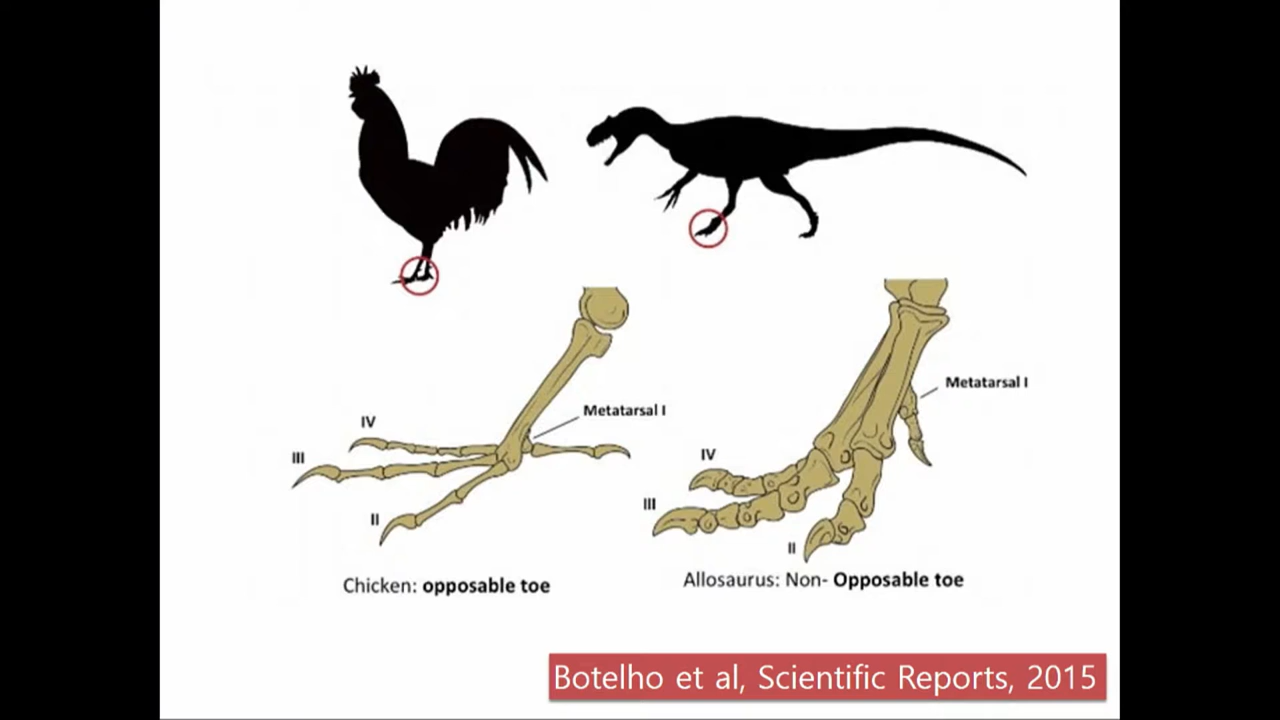 Metatarsal I
Metatarsal I
IV
III
II
IV
III
II
Chicken: opposable toe
Allosaurus: Non- Opposable toe
Botelho et al, Scientific Reports, 2015